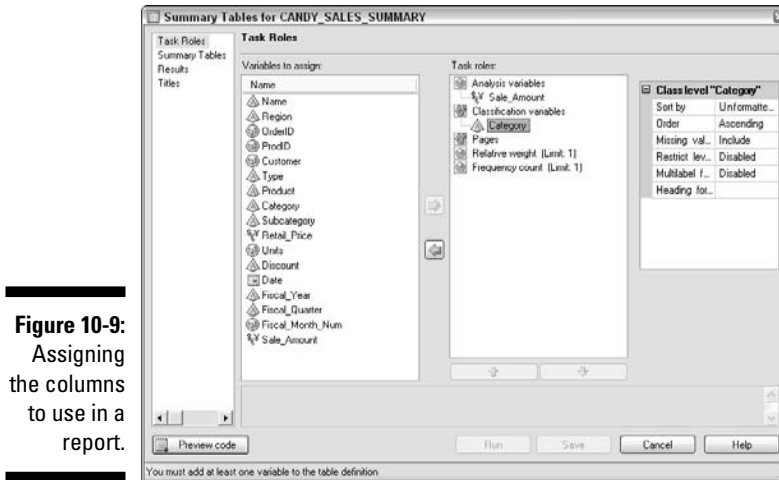 Summary Tables for CANDY_SALES_SUMMARY
Task Roles
Summary Tables
Results
Titles
Task Roles
Variables to assign:
Name
Name
Region
OrderID
ProdID
Customer
Type
Product
Category
Subcategory
Retail_Price
Units
Discount
Date
Fiscal_Year
Fiscal_Quarter
Fiscal_Month_Num
Sale_Amount
Task roles:
Analysis variables
Sale_Amount
Classification variables
Category
Pages
Relative weight (Limit: 1)
Frequency count (Limit: 1)
Class level "Category"
Sort by Unformatte...
Order Ascending
Missing val... Include
Restrict lev... Disabled
Multilabel f... Disabled
Heading for...
Preview code
Run
Save
Cancel
Help
You must add at least one variable to the table definition
Figure 10-9:
Assigning
the columns
to use in a
report.